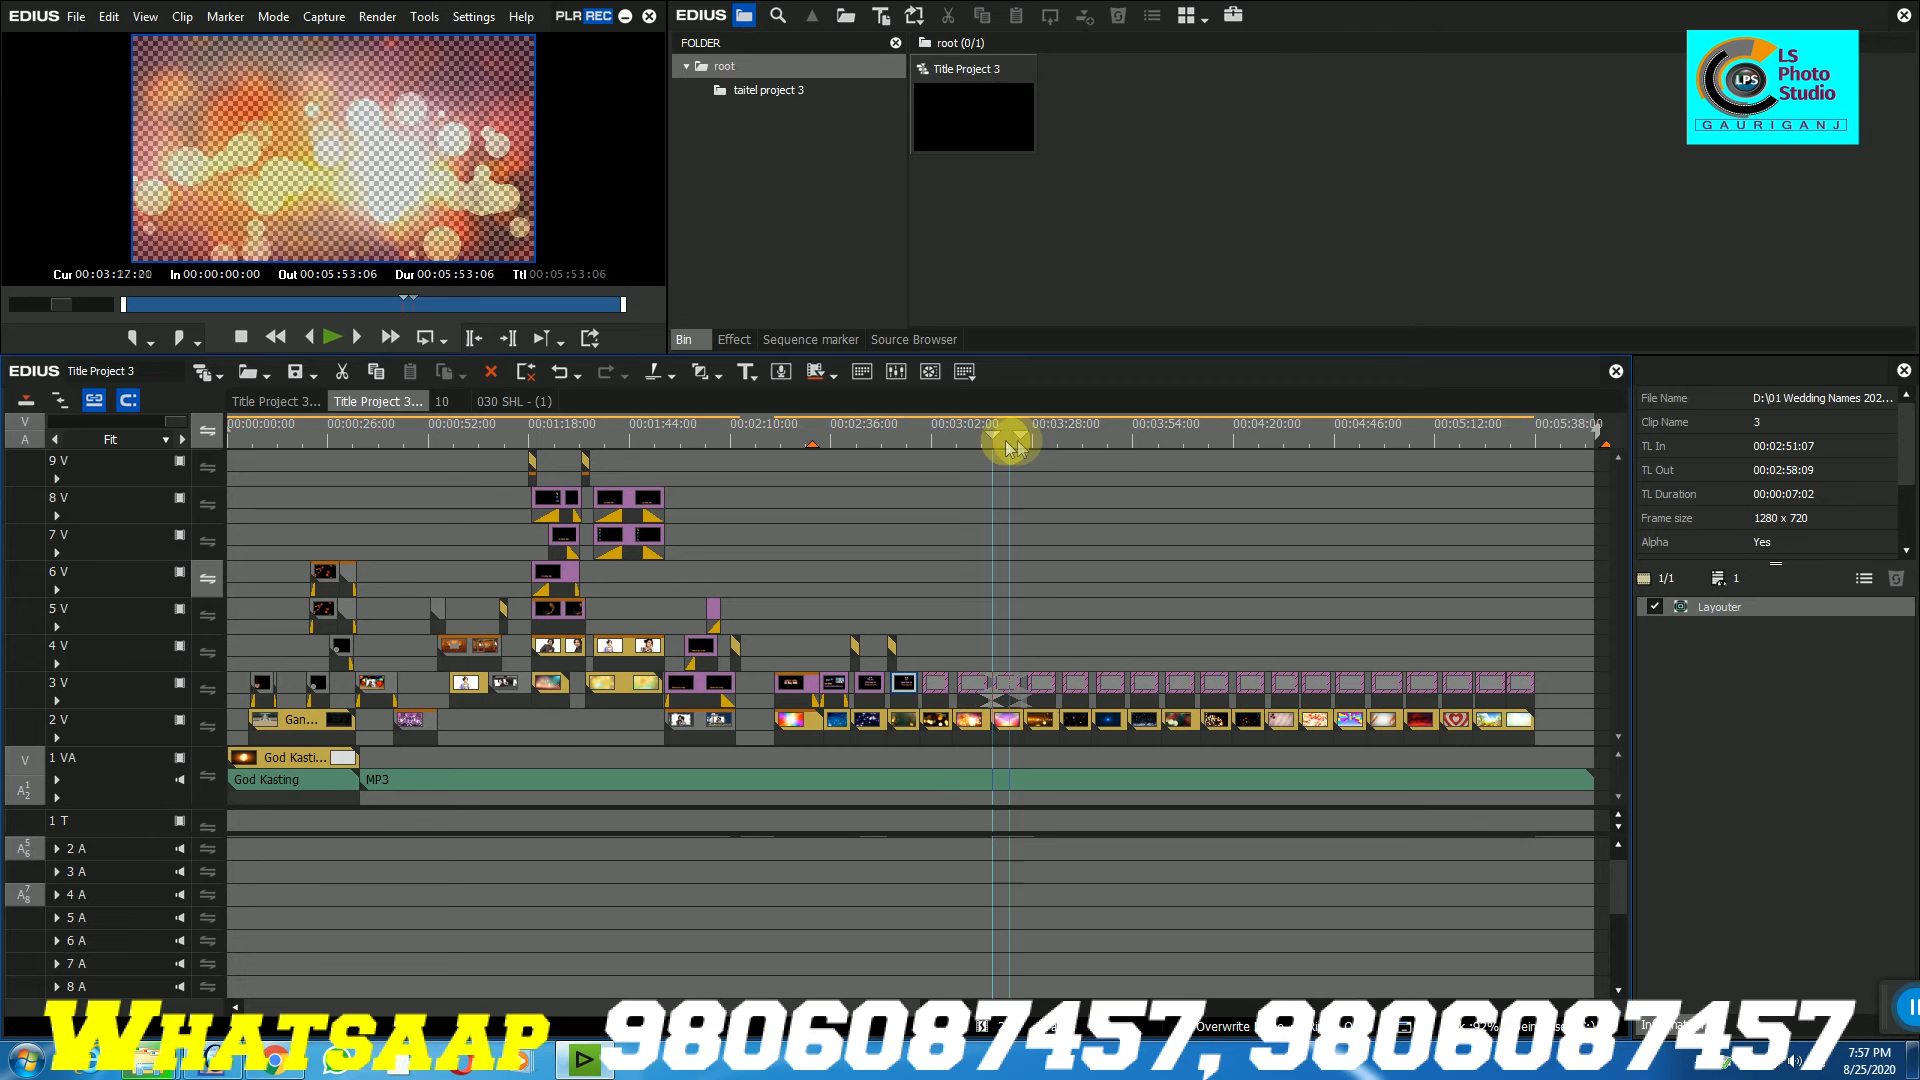 EDIUS File Edit View Clip Marker Mode Capture Render Tools Settings Help PLR REC
Cur 00:03:17:20 In 00:00:00:00 Out 00:05:53:06 Dur 00:05:53:06 Ttl 00:05:53:06
EDIUS
FOLDER
root
taitel project 3
root (0/1)
Title Project 3
LS
Photo
Studio
LPS
GAURIGANJ
Bin Effect Sequence marker Source Browser
EDIUS Title Project 3
Title Project 3... Title Project 3... 10 030 SHL - (1)
V
A
Fit
00:00:00:00 00:00:26:00 00:00:52:00 00:01:18:00 00:01:44:00 00:02:10:00 00:02:36:00 00:03:02:00 00:03:28:00 00:03:54:00 00:04:20:00 00:04:46:00 00:05:12:00 00:05:38:00
9 V
8 V
7 V
6 V
5 V
4 V
3 V
2 V
Gan...
V
1 VA
God Kasti...
A 1 2
God Kasting
MP3
1 T
A 5 6
2 A
3 A
A 7 8
4 A
5 A
6 A
7 A
8 A
File Name D:\01 Wedding Names 202...
Clip Name 3
TL In 00:02:51:07
TL Out 00:02:58:09
TL Duration 00:00:07:02
Frame size 1280 x 720
Alpha Yes
1/1 1
Layouter
Overwrite
WHATSAAP 9806087457, 9806087457
7:57 PM
8/25/2020